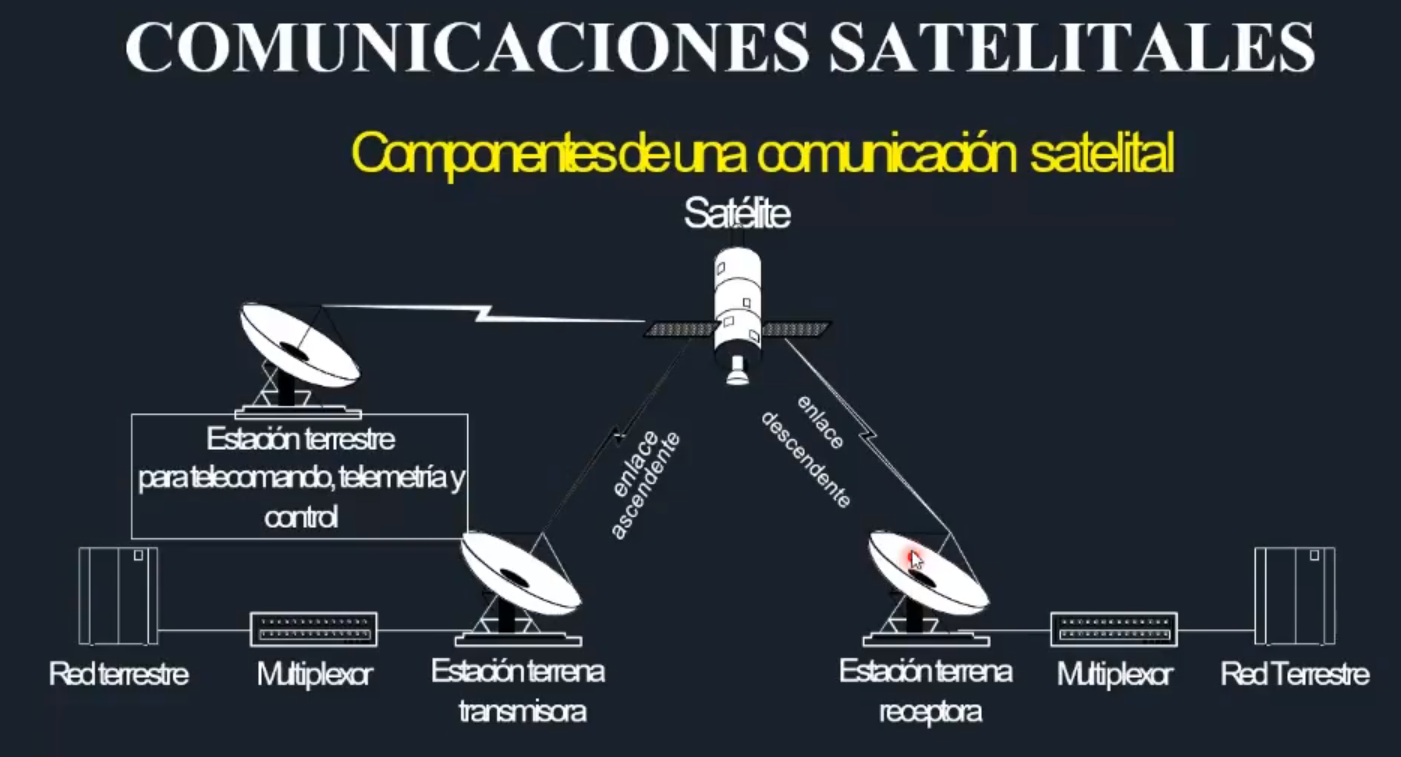 COMUNICACIONES SATELITALES
Componentes de una comunicación satelital
Satélite
Estación terrestre
para telecomando, telemetría y
control
enlace
ascendente
enlace
descendente
Red terrestre
Multiplexor
Estación terrena
transmisora
Estación terrena
receptora
Multiplexor
Red Terrestre